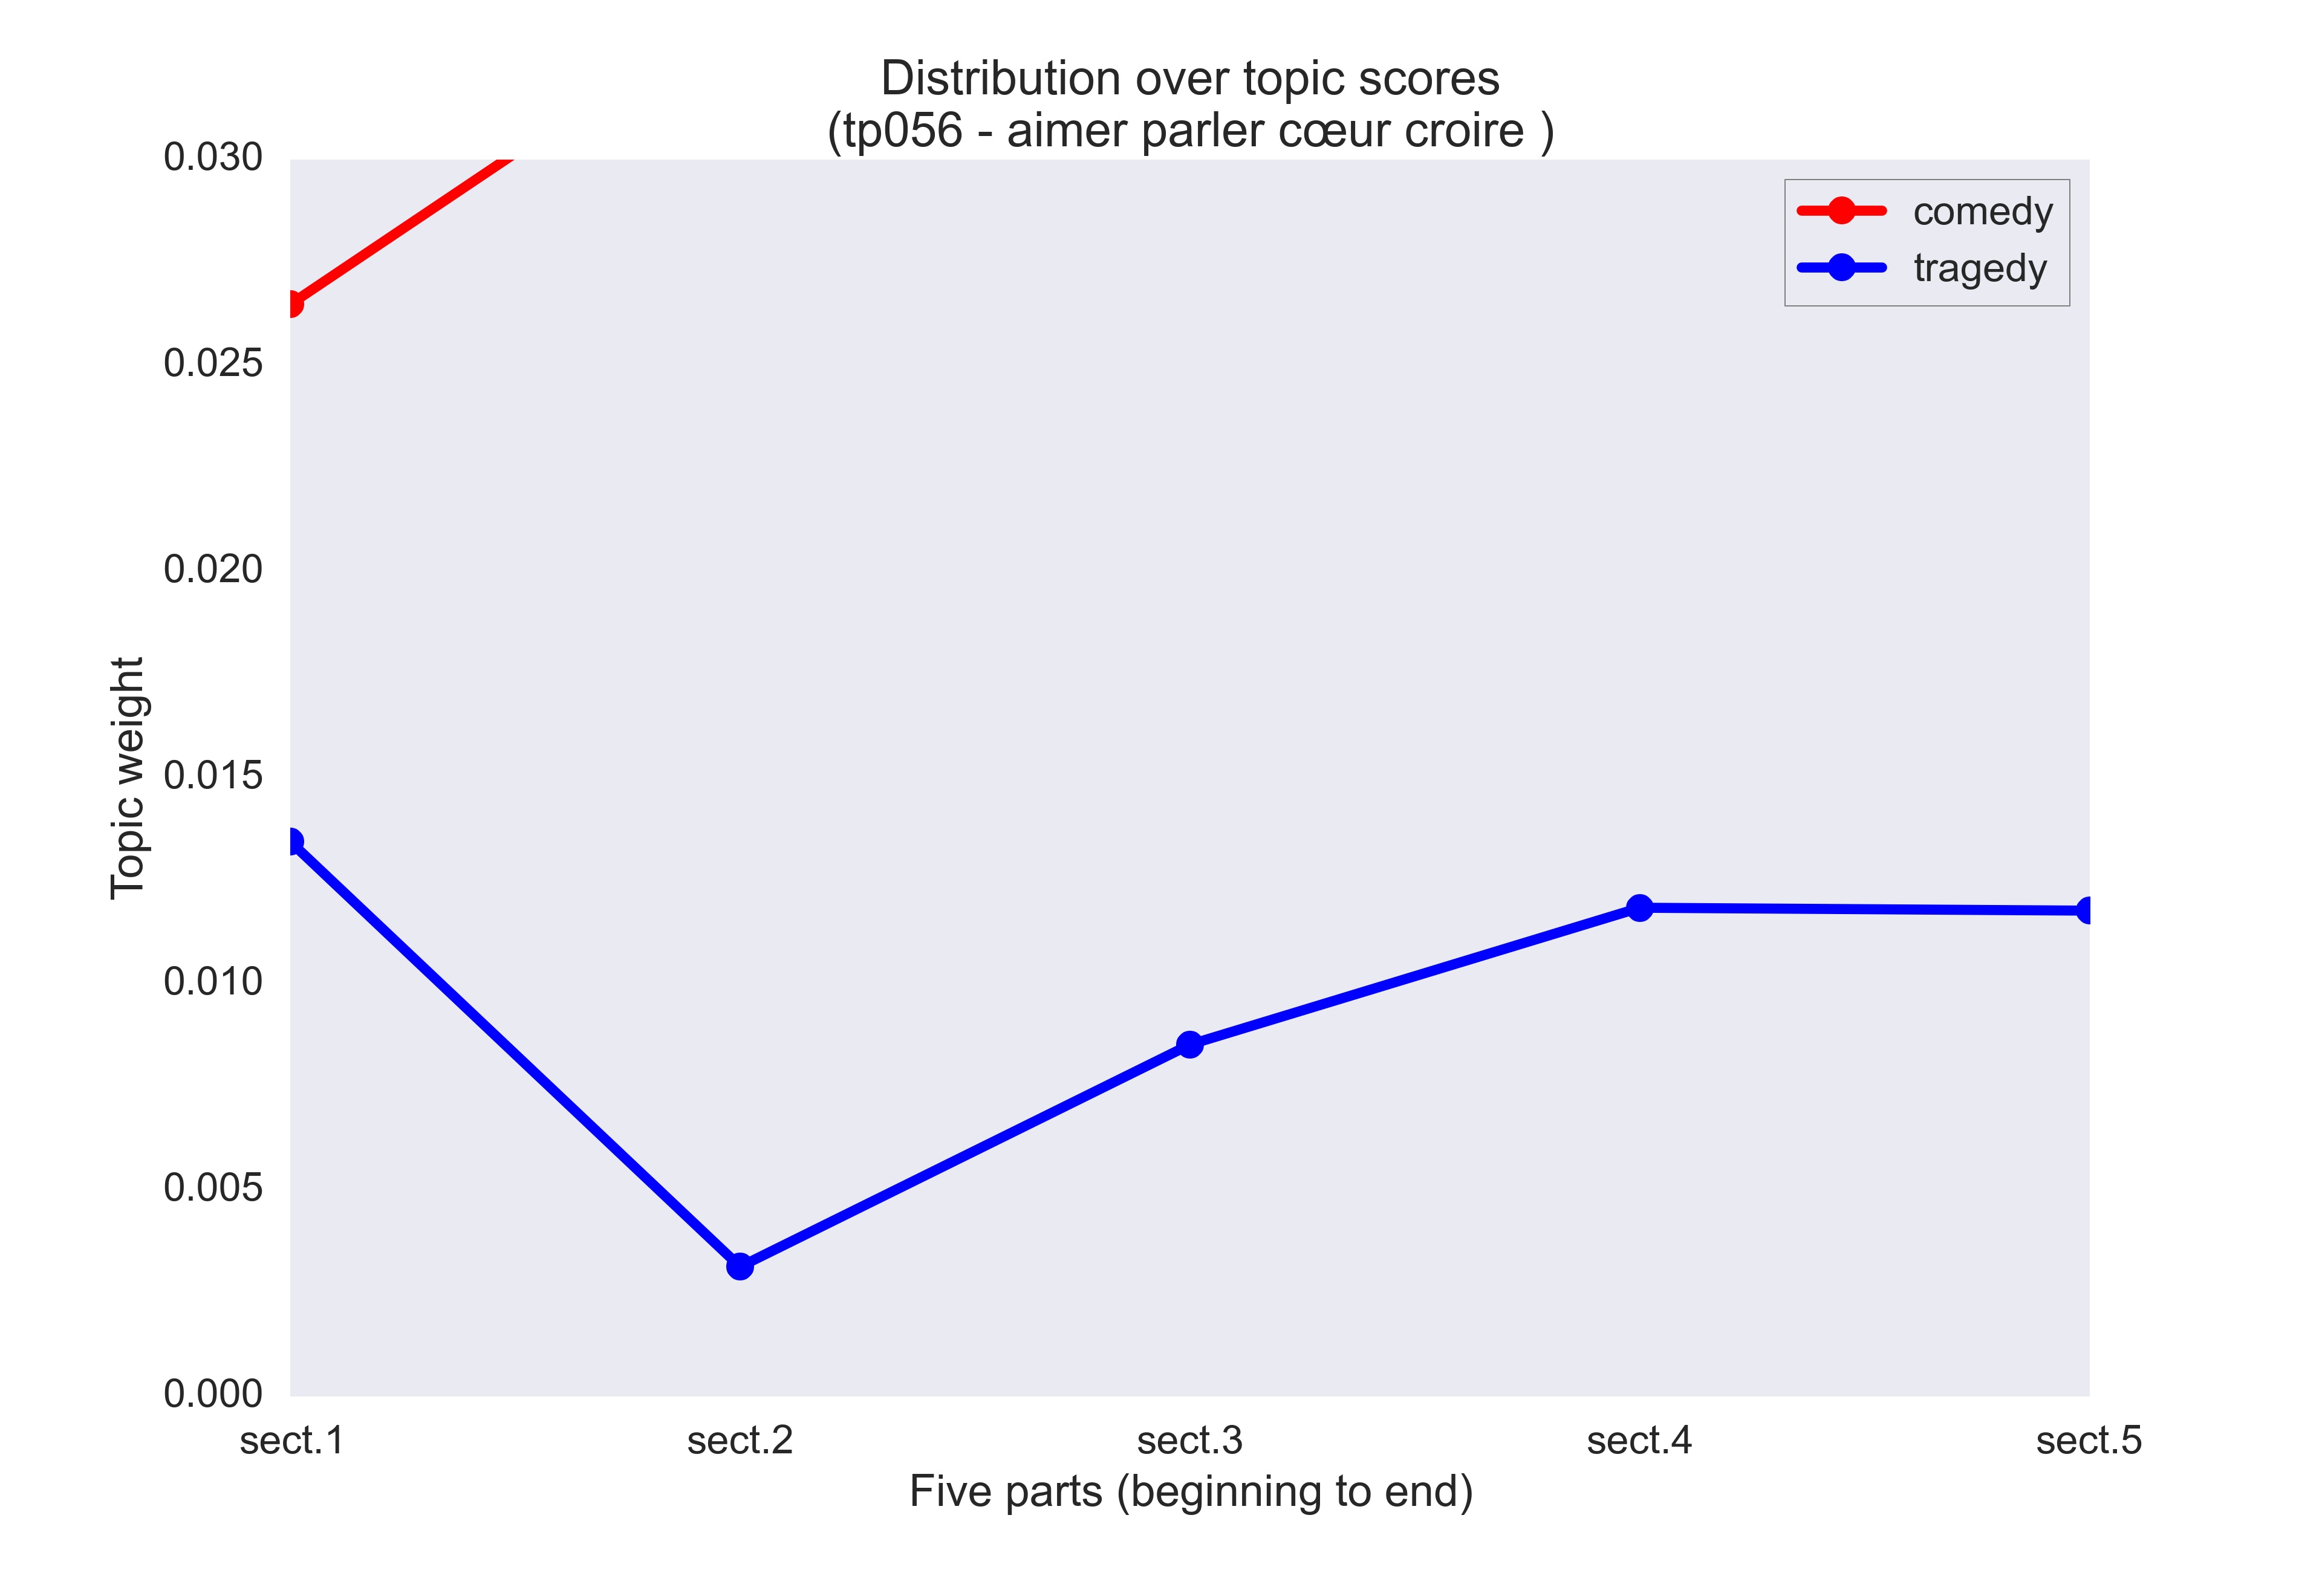 Distribution over topic scores
(tp056 - aimer parler cœur croire )
0.030
0.025
0.020
0.015
0.010
0.005
0.000
Topic weight
comedy
tragedy
sect.1
sect.2
sect.3
sect.4
sect.5
Five parts (beginning to end)